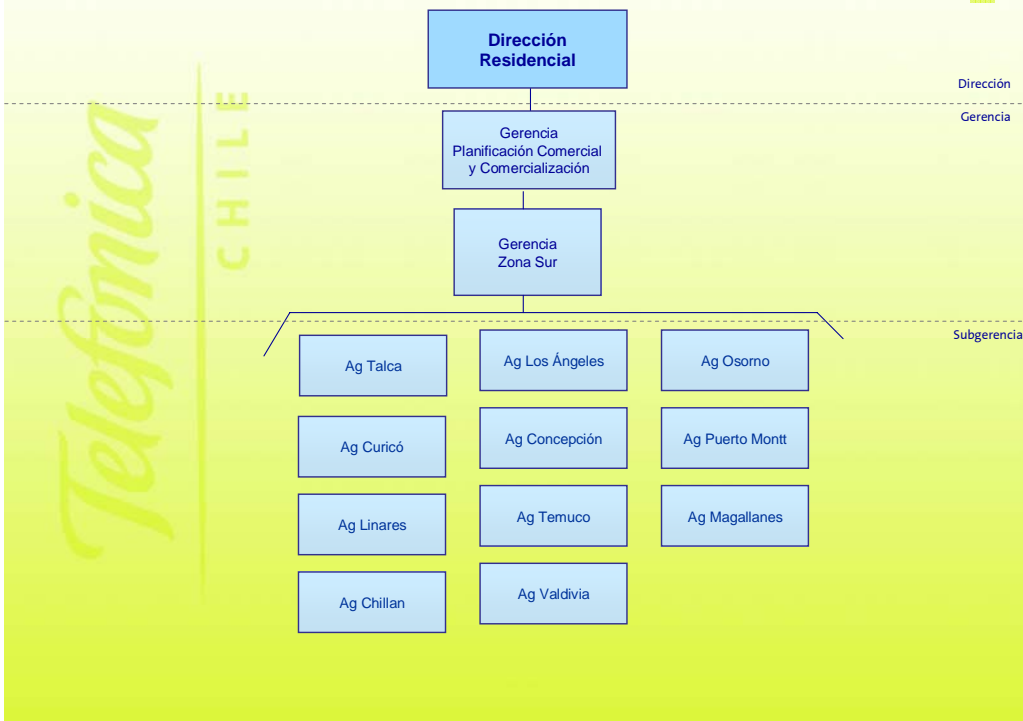 Dirección
Residencial
Dirección
Gerencia
Gerencia
Planificación Comercial
y Comercialización
Gerencia
Zona Sur
Subgerencia
Ag Talca
Ag Curicó
Ag Linares
Ag Chillan
Ag Los Ángeles
Ag Concepción
Ag Temuco
Ag Valdivia
Ag Osorno
Ag Puerto Montt
Ag Magallanes
Telefónica
CHILE